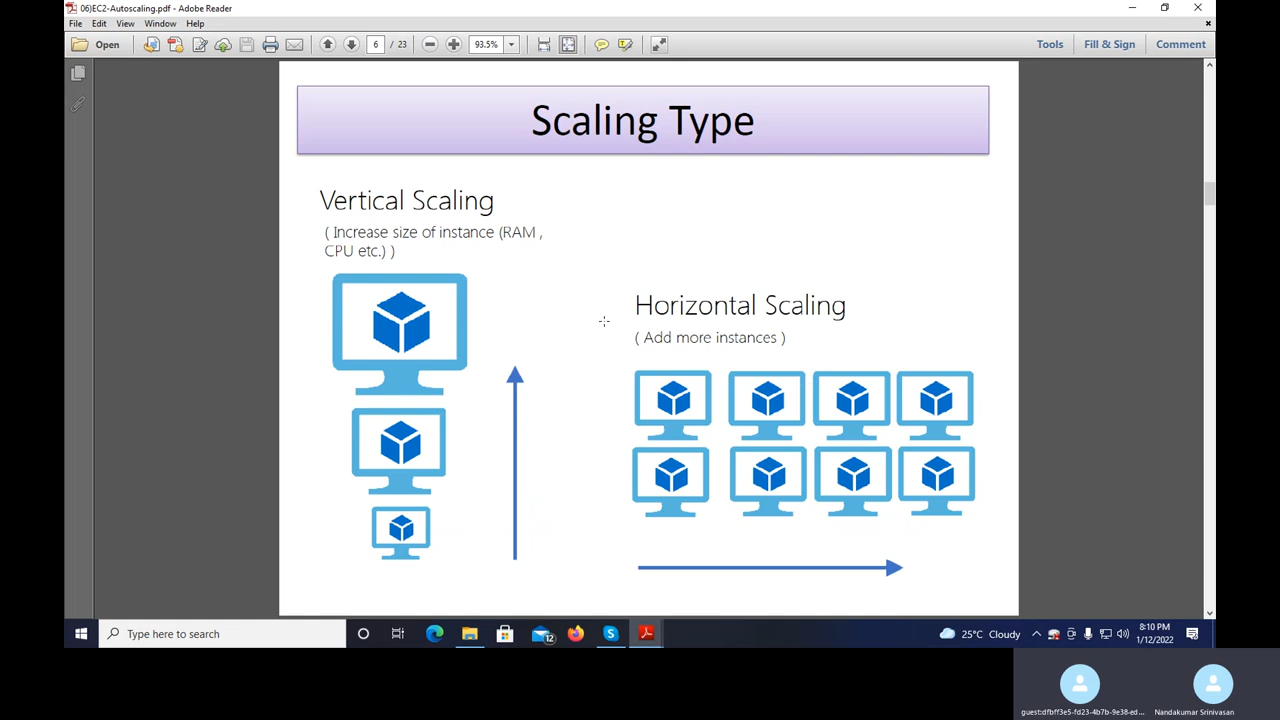 06)EC2-Autoscaling.pdf - Adobe Reader
File Edit View Window Help
Open 6 / 23 93.5% Tools Fill & Sign Comment
Scaling Type
Vertical Scaling
( Increase size of instance (RAM ,
CPU etc.) )
Horizontal Scaling
( Add more instances )
Type here to search
12
25°C Cloudy
8:10 PM
1/12/2022
guest:dfbff3e5-fd23-4b7b-9e38-ed...
Nandakumar Srinivasan